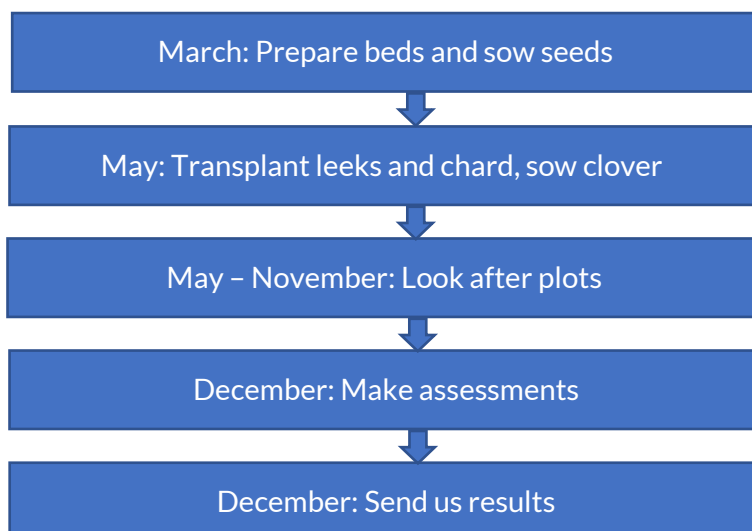 March: Prepare beds and sow seeds
May: Transplant leeks and chard, sow clover
May – November: Look after plots
December: Make assessments
December: Send us results